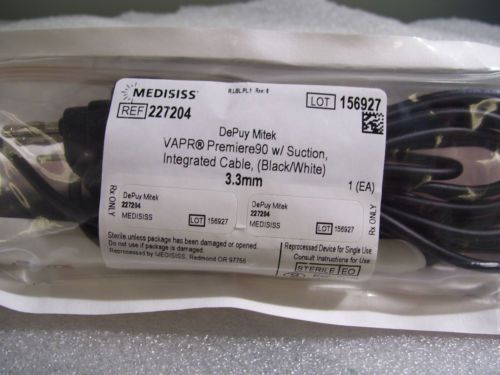 MEDISISS
R.LBL.PL1 Rev: 6
LOT 156927
REF 227204
DePuy Mitek
VAPR® Premiere90 w/ Suction,
Integrated Cable, (Black/White)
3.3mm
1 (EA)
Rx ONLY
DePuy Mitek
227204
MEDISISS
LOT 156927
DePuy Mitek
227204
MEDISISS
LOT 156927
Rx ONLY
Sterile unless package has been damaged or opened.
Do not use if package is damaged.
Reprocessed by MEDISISS, Redmond OR 97756
Reprocessed Device for Single Use
Consult Instructions for Use
STERILE EO